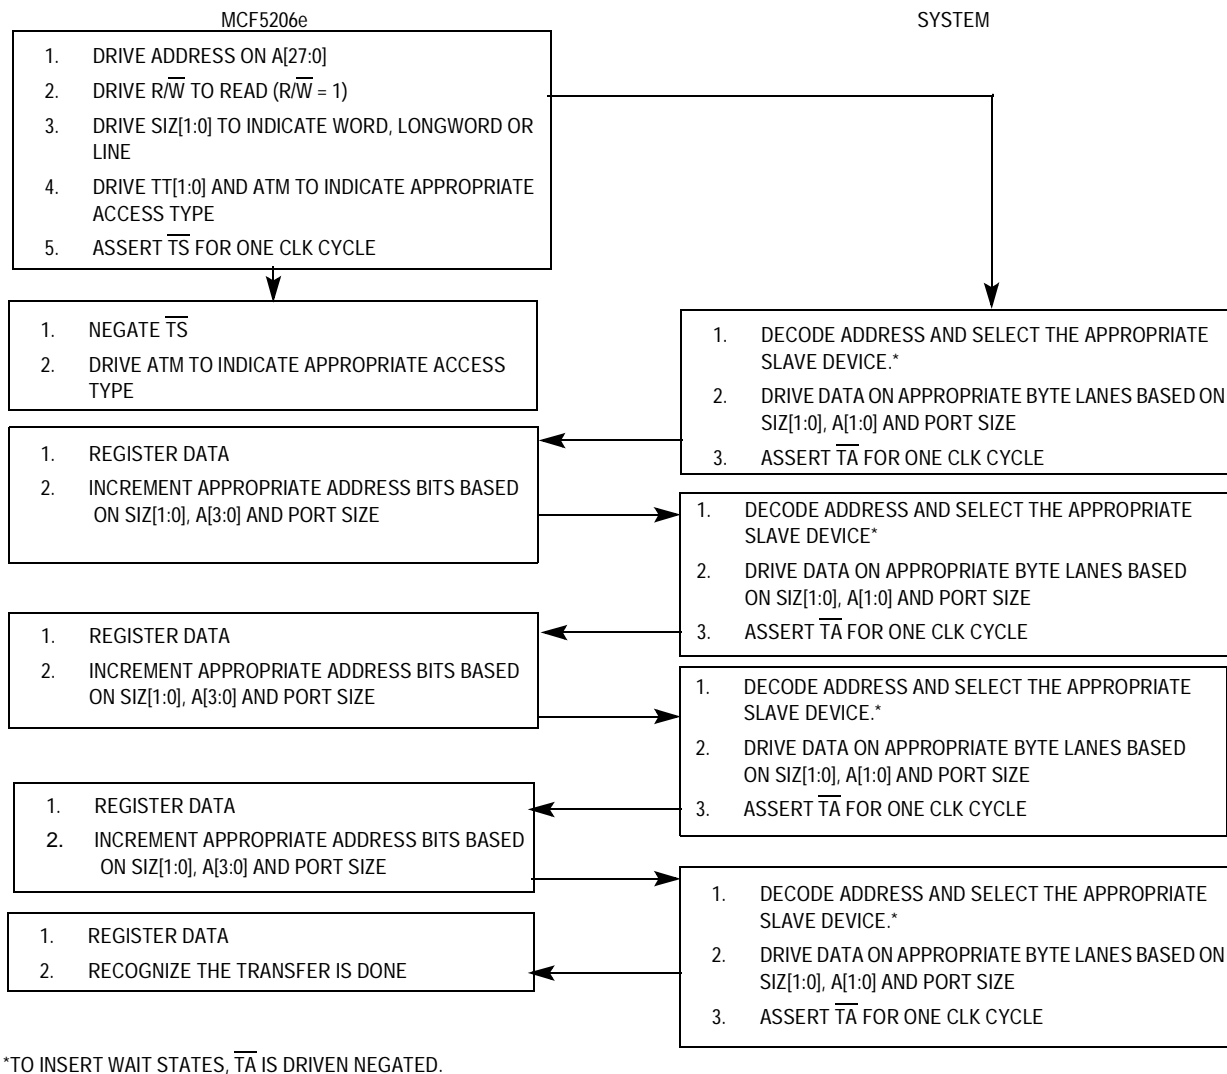 MCF5206e
SYSTEM
1. DRIVE ADDRESS ON A[27:0]
2. DRIVE R/W̅ TO READ (R/W̅ = 1)
3. DRIVE SIZ[1:0] TO INDICATE WORD, LONGWORD OR
LINE
4. DRIVE TT[1:0] AND ATM TO INDICATE APPROPRIATE
ACCESS TYPE
5. ASSERT T̅S̅ FOR ONE CLK CYCLE
1. NEGATE T̅S̅
2. DRIVE ATM TO INDICATE APPROPRIATE ACCESS
TYPE
1. DECODE ADDRESS AND SELECT THE APPROPRIATE
SLAVE DEVICE.*
2. DRIVE DATA ON APPROPRIATE BYTE LANES BASED ON
SIZ[1:0], A[1:0] AND PORT SIZE
3. ASSERT T̅A̅ FOR ONE CLK CYCLE
1. REGISTER DATA
2. INCREMENT APPROPRIATE ADDRESS BITS BASED
ON SIZ[1:0], A[3:0] AND PORT SIZE
1. DECODE ADDRESS AND SELECT THE APPROPRIATE
SLAVE DEVICE*
2. DRIVE DATA ON APPROPRIATE BYTE LANES BASED
ON SIZ[1:0], A[1:0] AND PORT SIZE
3. ASSERT T̅A̅ FOR ONE CLK CYCLE
1. REGISTER DATA
2. INCREMENT APPROPRIATE ADDRESS BITS BASED
ON SIZ[1:0], A[3:0] AND PORT SIZE
1. DECODE ADDRESS AND SELECT THE APPROPRIATE
SLAVE DEVICE.*
2. DRIVE DATA ON APPROPRIATE BYTE LANES BASED
ON SIZ[1:0], A[1:0] AND PORT SIZE
3. ASSERT T̅A̅ FOR ONE CLK CYCLE
1. REGISTER DATA
2. INCREMENT APPROPRIATE ADDRESS BITS BASED
ON SIZ[1:0], A[3:0] AND PORT SIZE
1. DECODE ADDRESS AND SELECT THE APPROPRIATE
SLAVE DEVICE.*
2. DRIVE DATA ON APPROPRIATE BYTE LANES BASED ON
SIZ[1:0], A[1:0] AND PORT SIZE
3. ASSERT T̅A̅ FOR ONE CLK CYCLE
1. REGISTER DATA
2. RECOGNIZE THE TRANSFER IS DONE
*TO INSERT WAIT STATES, T̅A̅ IS DRIVEN NEGATED.